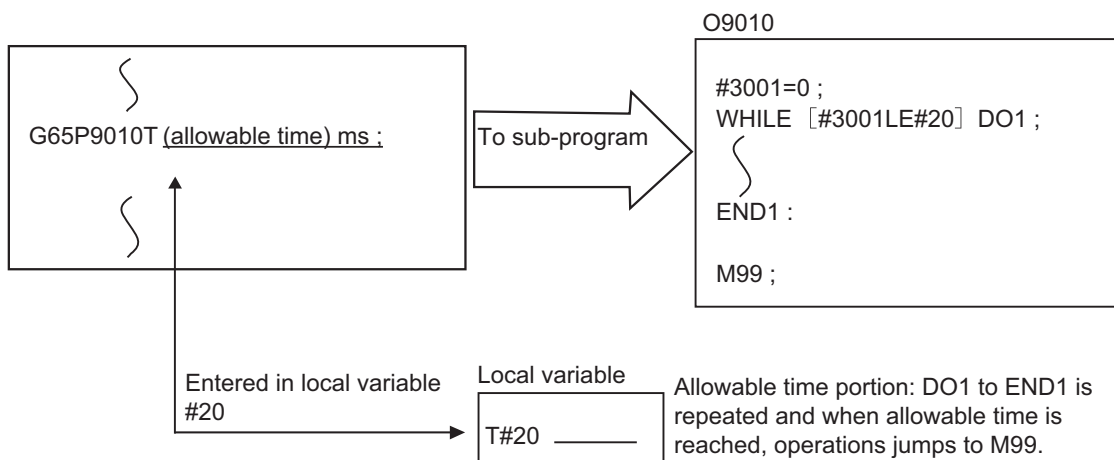 O9010
#3001=0 ;
WHILE［#3001LE#20］DO1 ;
END1 :
M99 ;
G65P9010T (allowable time) ms ;
To sub-program
Entered in local variable
#20
Local variable
T#20
Allowable time portion: DO1 to END1 is
repeated and when allowable time is
reached, operations jumps to M99.